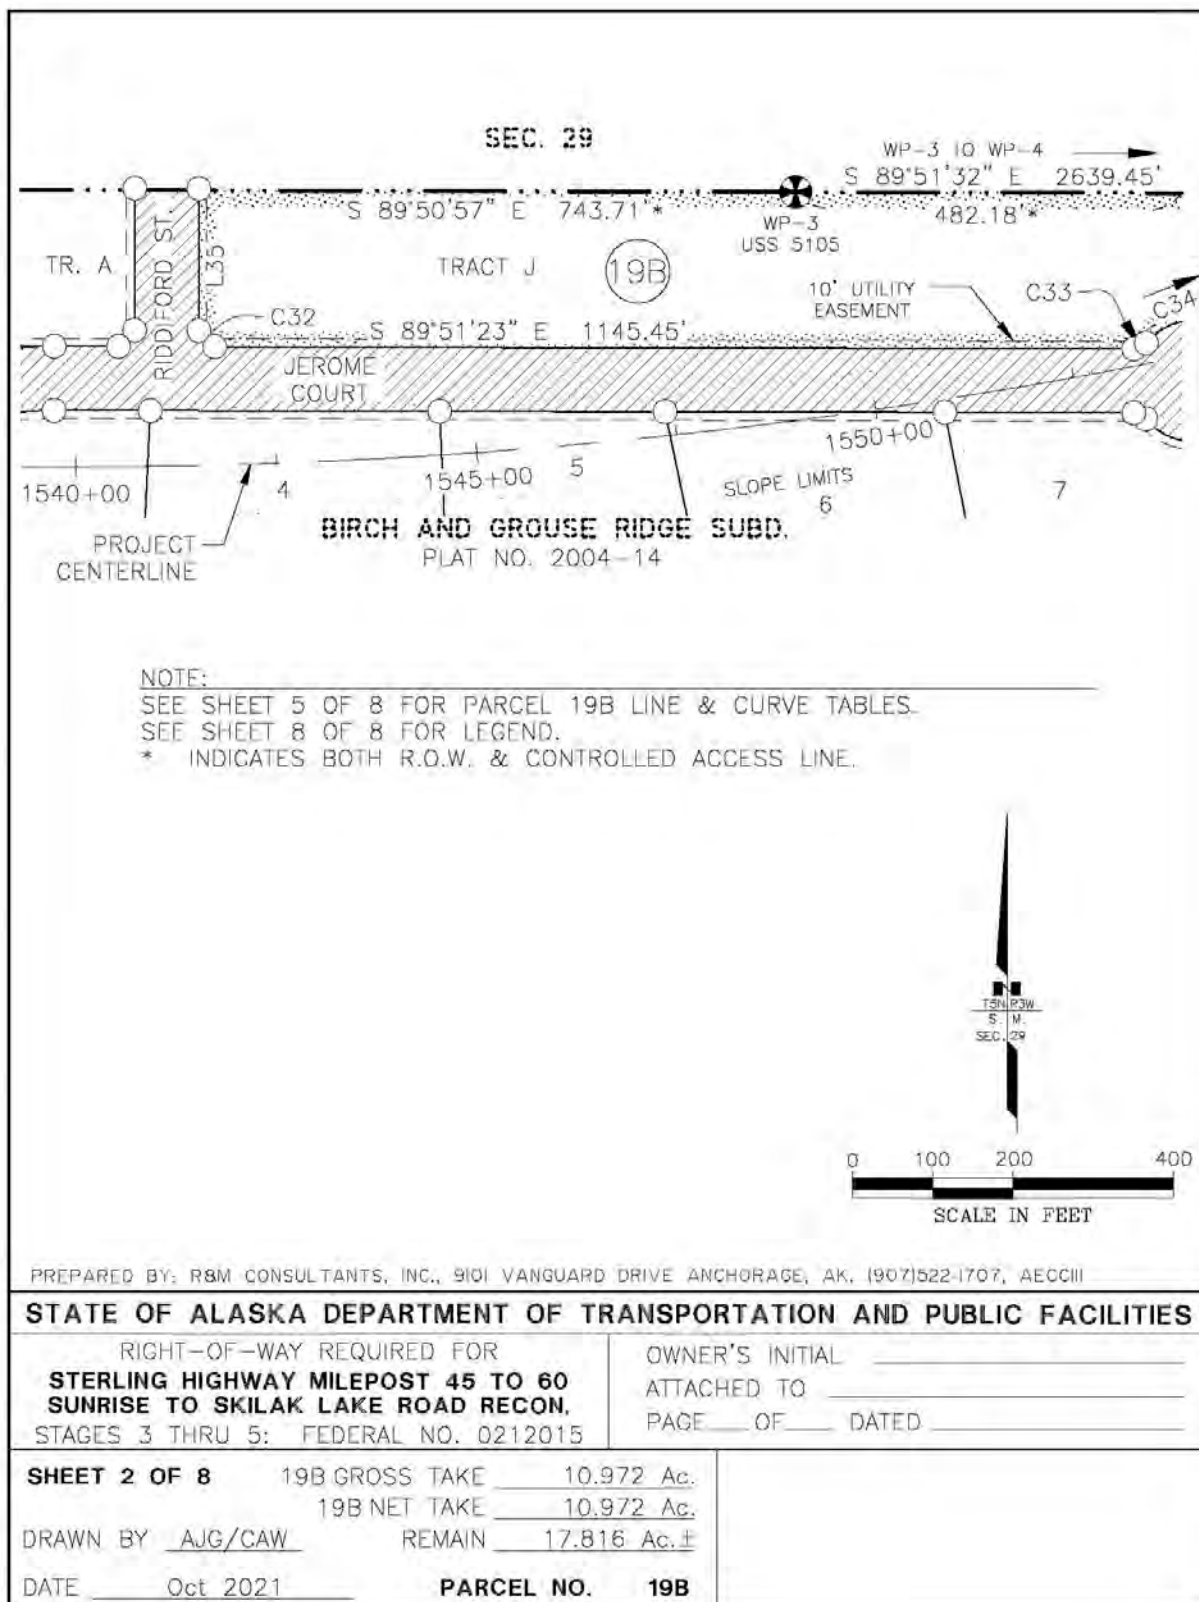 SEC. 29
WP-3 TO WP-4
S 89°51'32" E 2639.45'
S 89°50'57" E 743.71'*
482.18'*
WP-3
USS 5105
TR. A
RIDDFORD ST.
L35
TRACT J
19B
10' UTILITY
EASEMENT
C33
C34
C32
S 89°51'23" E 1145.45'
JEROME
COURT
1540+00
4
1545+00
5
1550+00
SLOPE LIMITS
6
7
PROJECT
CENTERLINE
BIRCH AND GROUSE RIDGE SUBD.
PLAT NO. 2004-14
NOTE:
SEE SHEET 5 OF 8 FOR PARCEL 19B LINE & CURVE TABLES.
SEE SHEET 8 OF 8 FOR LEGEND.
* INDICATES BOTH R.O.W. & CONTROLLED ACCESS LINE.
N
T5N R3W
S. M.
SEC. 29
0 100 200 400
SCALE IN FEET
PREPARED BY: R&M CONSULTANTS, INC., 9101 VANGUARD DRIVE ANCHORAGE, AK, (907)522-1707, AECC111
STATE OF ALASKA DEPARTMENT OF TRANSPORTATION AND PUBLIC FACILITIES
RIGHT-OF-WAY REQUIRED FOR
STERLING HIGHWAY MILEPOST 45 TO 60
SUNRISE TO SKILAK LAKE ROAD RECON.
STAGES 3 THRU 5: FEDERAL NO. 0212015
OWNER'S INITIAL
ATTACHED TO
PAGE OF DATED
SHEET 2 OF 8 19B GROSS TAKE 10.972 Ac.
19B NET TAKE 10.972 Ac.
DRAWN BY AJG/CAW REMAIN 17.816 Ac.±
DATE Oct 2021 PARCEL NO. 19B